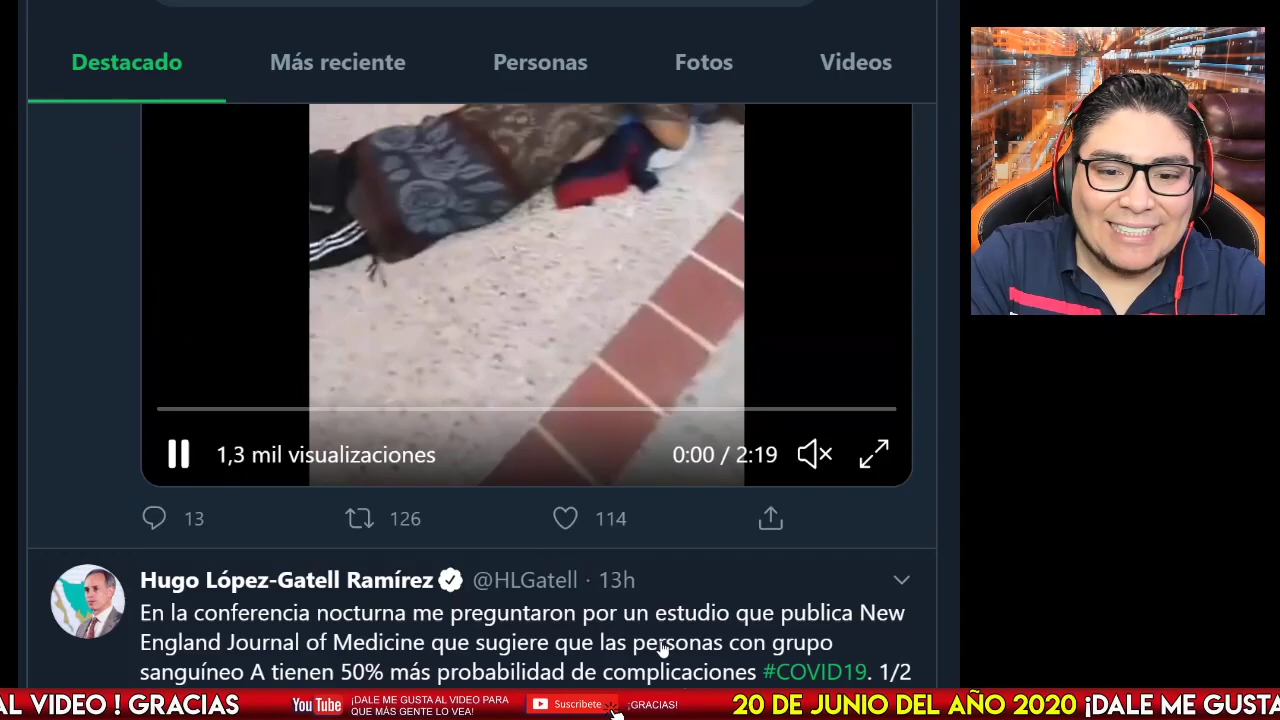 Destacado Más reciente Personas Fotos Videos
1,3 mil visualizaciones 0:00 / 2:19
13 126 114
Hugo López-Gatell Ramírez @HLGatell · 13h
En la conferencia nocturna me preguntaron por un estudio que publica New
England Journal of Medicine que sugiere que las personas con grupo
sanguíneo A tienen 50% más probabilidad de complicaciones #COVID19. 1/2
AL VIDEO ! GRACIAS YouTube ¡DALE ME GUSTA AL VIDEO PARA
QUE MÁS GENTE LO VEA! Suscribete ¡GRACIAS! 20 DE JUNIO DEL AÑO 2020 ¡DALE ME GUSTA